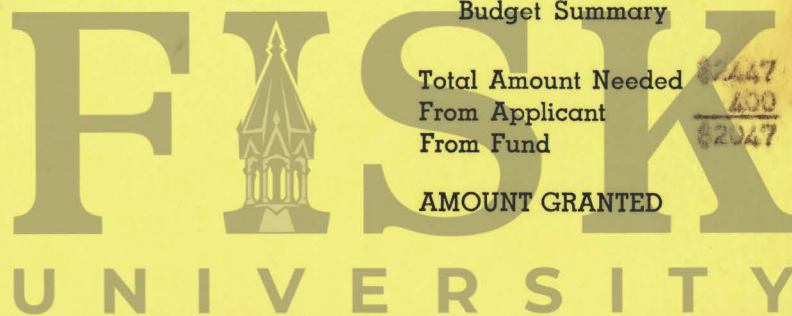 Budget Summary
Total Amount Needed $2447
From Applicant 400
From Fund $2047
AMOUNT GRANTED
FISK
UNIVERSITY